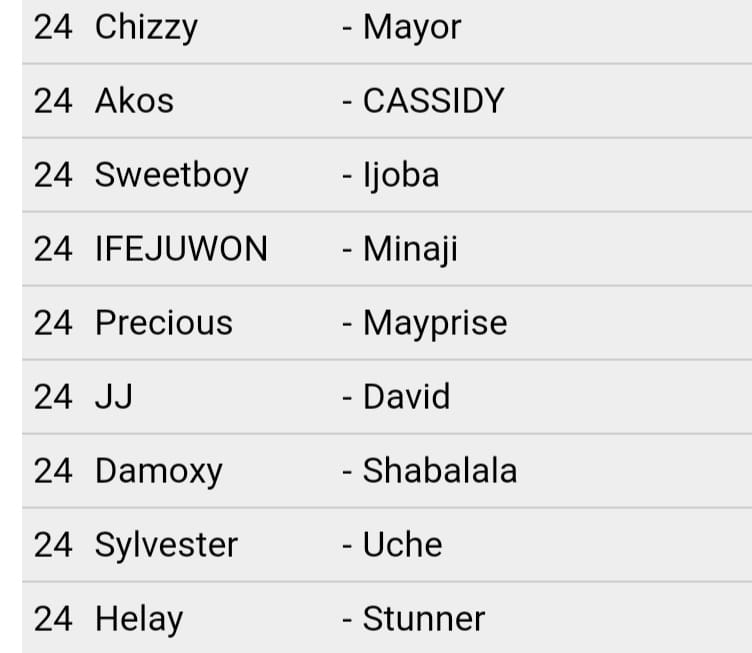 24 Chizzy - Mayor
24 Akos - CASSIDY
24 Sweetboy - Ijoba
24 IFEJUWON - Minaji
24 Precious - Mayprise
24 JJ - David
24 Damoxy - Shabalala
24 Sylvester - Uche
24 Helay - Stunner